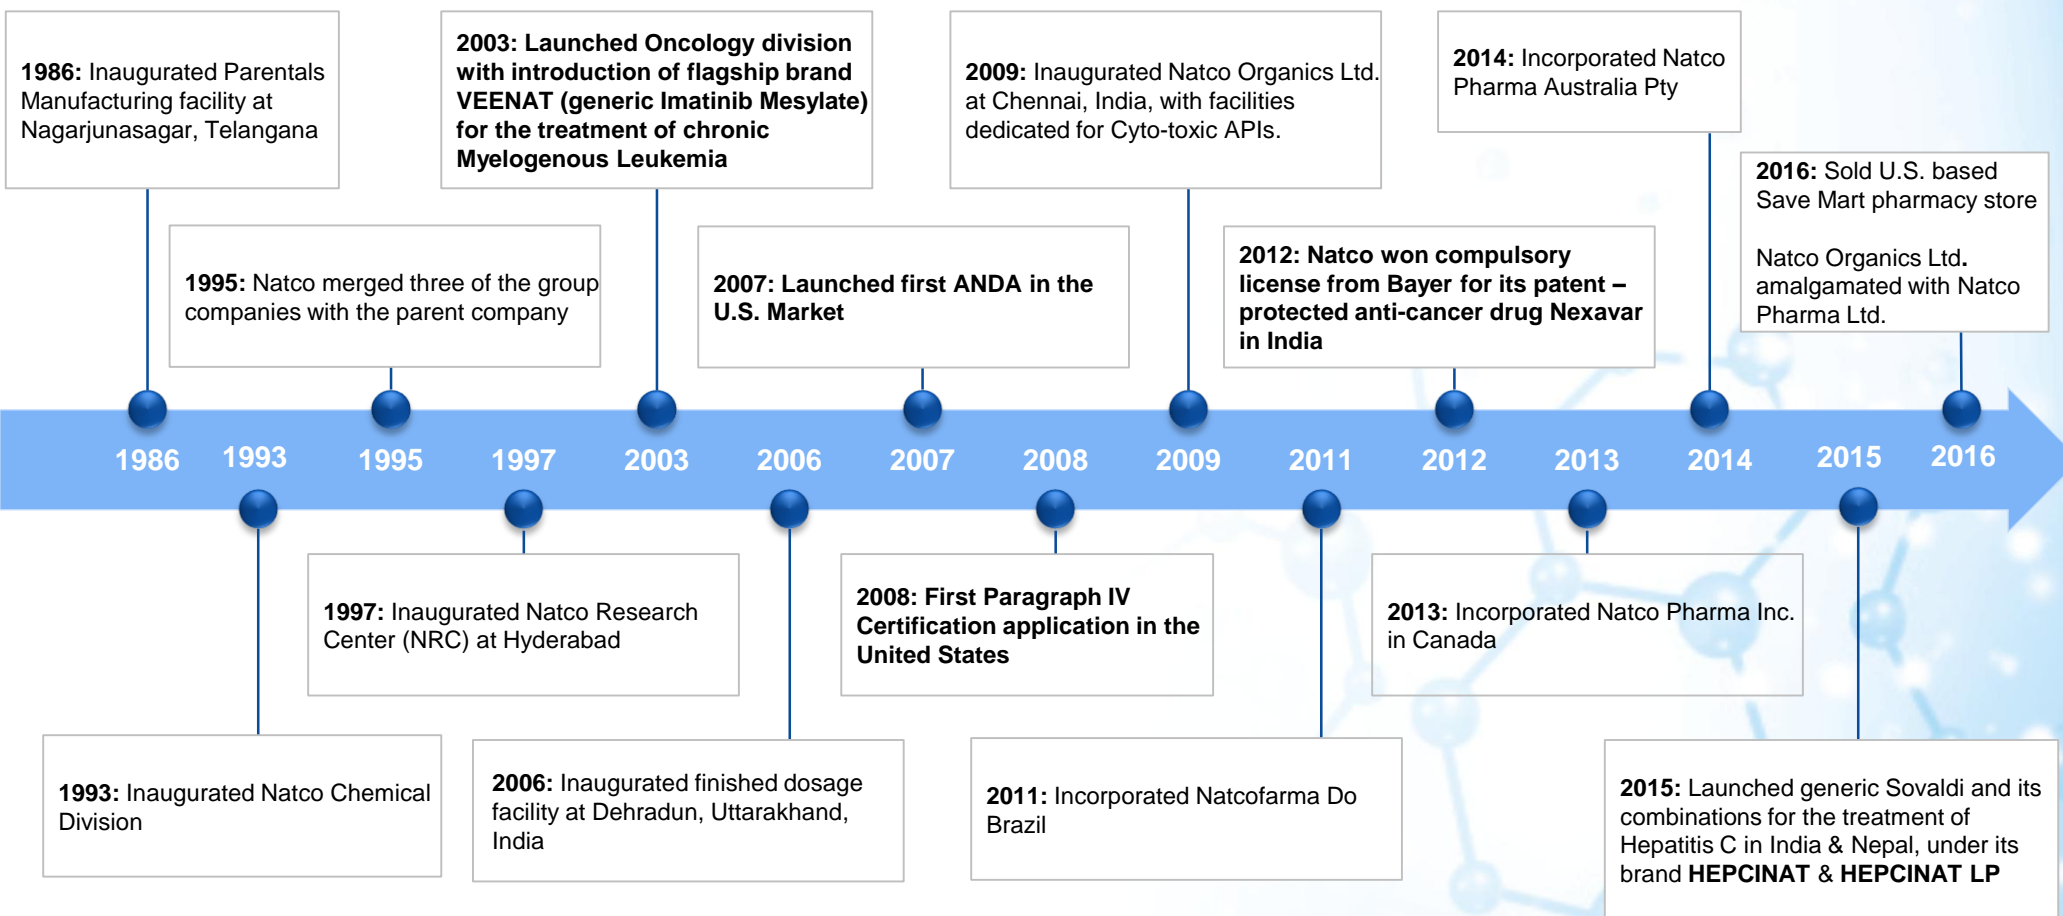 1986: Inaugurated Parentals
Manufacturing facility at
Nagarjunasagar, Telangana
2003: Launched Oncology division
with introduction of flagship brand
VEENAT (generic Imatinib Mesylate)
for the treatment of chronic
Myelogenous Leukemia
2009: Inaugurated Natco Organics Ltd.
at Chennai, India, with facilities
dedicated for Cyto-toxic APIs.
2014: Incorporated Natco
Pharma Australia Pty
2016: Sold U.S. based
Save Mart pharmacy store
Natco Organics Ltd.
amalgamated with Natco
Pharma Ltd.
1995: Natco merged three of the group
companies with the parent company
2007: Launched first ANDA in the
U.S. Market
2012: Natco won compulsory
license from Bayer for its patent –
protected anti-cancer drug Nexavar
in India
1986 1993 1995 1997 2003 2006 2007 2008 2009 2011 2012 2013 2014 2015 2016
1997: Inaugurated Natco Research
Center (NRC) at Hyderabad
2008: First Paragraph IV
Certification application in the
United States
2013: Incorporated Natco Pharma Inc.
in Canada
1993: Inaugurated Natco Chemical
Division
2006: Inaugurated finished dosage
facility at Dehradun, Uttarakhand,
India
2011: Incorporated Natcofarma Do
Brazil
2015: Launched generic Sovaldi and its
combinations for the treatment of
Hepatitis C in India & Nepal, under its
brand HEPCINAT & HEPCINAT LP